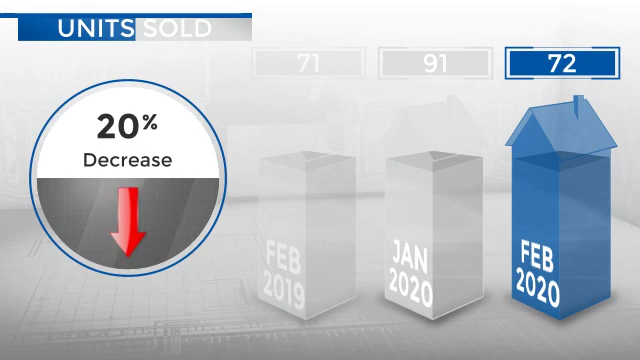 UNITS SOLD
71
91
72
20%
Decrease
FEB
2019
JAN
2020
FEB
2020